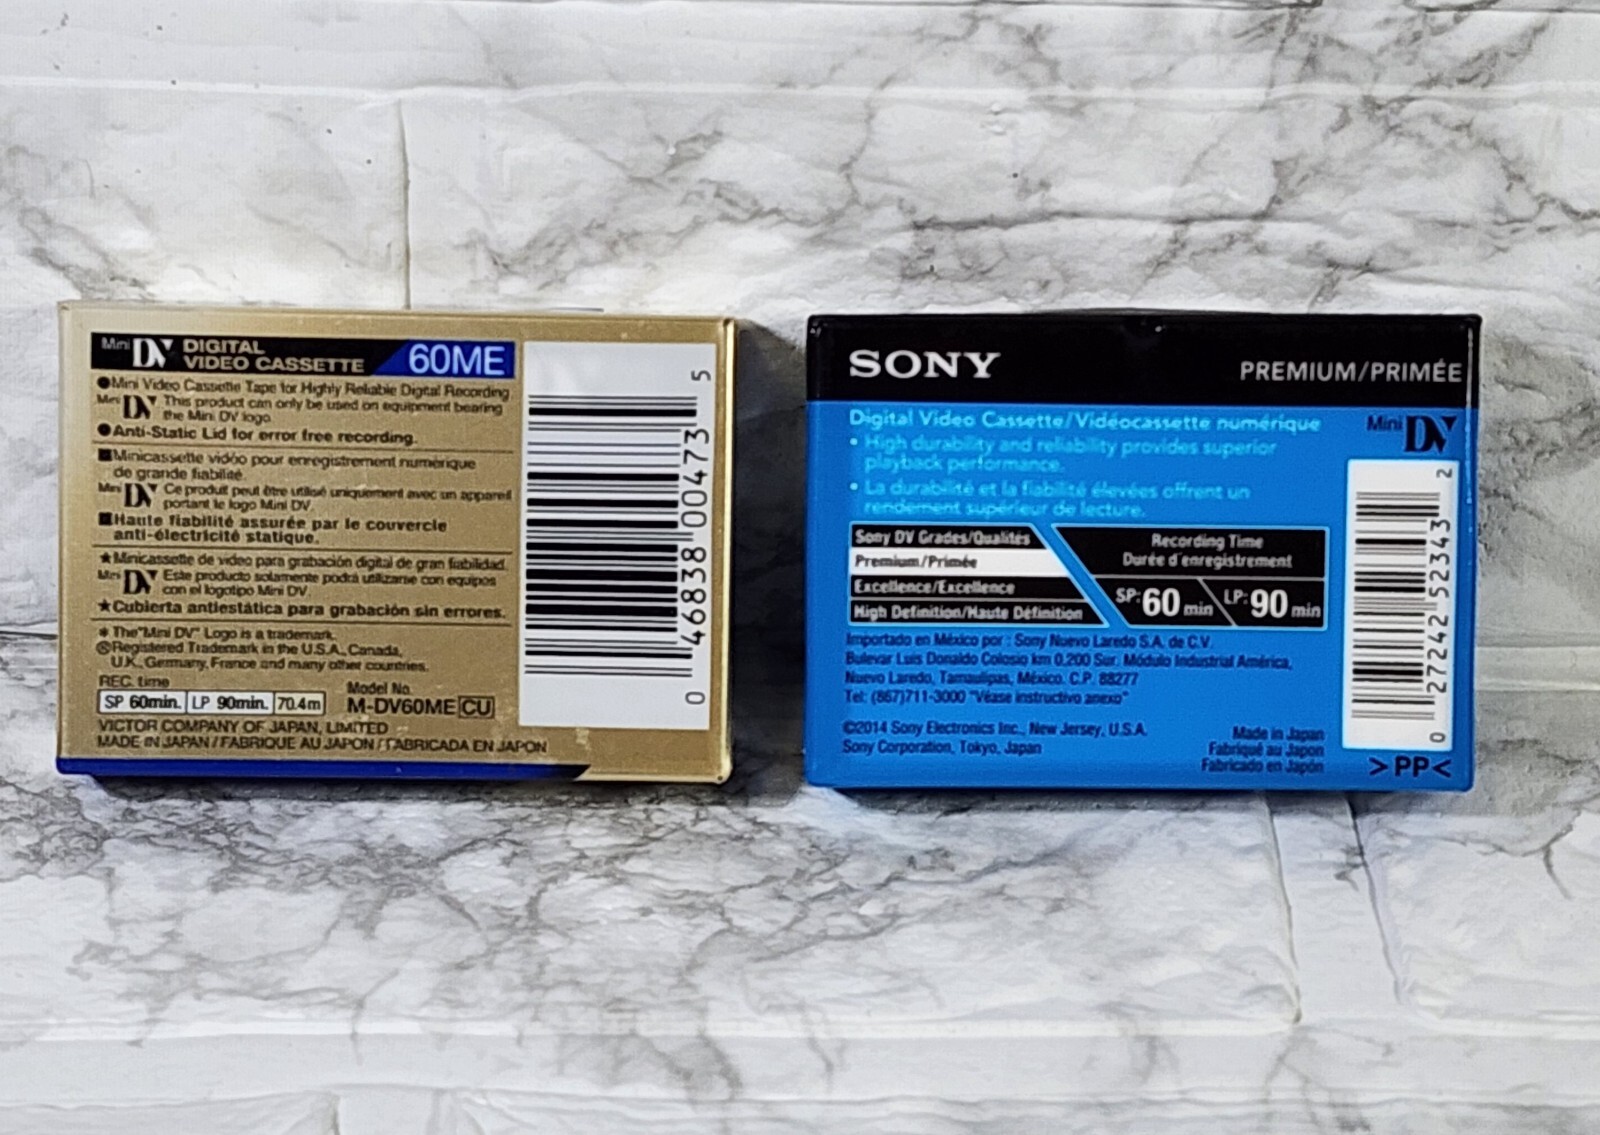 Mini DV DIGITAL VIDEO CASSETTE 60ME
●Mini Video Cassette Tape for Highly Reliable Digital Recording
Mini DV This product can only be used on equipment bearing
the Mini DV logo.
●Anti-Static Lid for error free recording.
■Minicassette vidéo pour enregistrement numérique
de grande fiabilité.
Mini DV Ce produit peut être utilisé uniquement avec un appareil
portant le logo Mini DV.
■Haute fiabilité assurée par le couvercle
anti-électricité statique.
★Minicassette de video para grabación digital de gran fiabilidad.
Mini DV Este producto solamente podrá utilizarse con equipos
con el logotipo Mini DV.
★Cubierta antiestática para grabación sin errores.
* The "Mini DV" Logo is a trademark.
®Registered Trademark in the U.S.A., Canada,
U.K., Germany, France and many other countries.
REC. time
SP 60min. LP 90min. 70.4m
Model No.
M-DV60ME CU
VICTOR COMPANY OF JAPAN, LIMITED
MADE IN JAPAN / FABRIQUE AU JAPON / FABRICADA EN JAPON
0 46838 00473 5
SONY
PREMIUM/PRIMÉE
Digital Video Cassette/Vidéocassette numérique
Mini DV
• High durability and reliability provides superior
playback performance.
• La durabilité et la fiabilité élevées offrent un
rendement supérieur de lecture.
Sony DV Grades/Qualités
Premium/Primée
Excellence/Excellence
High Definition/Haute Définition
Recording Time
Durée d'enregistrement
SP: 60 min LP: 90 min
Importado en México por : Sony Nuevo Laredo S.A. de C.V.
Bulevar Luis Donaldo Colosio km 0,200 Sur. Módulo Industrial América,
Nuevo Laredo, Tamaulipas, México. C.P. 88277
Tel: (867)711-3000 "Véase instructivo anexo"
©2014 Sony Electronics Inc., New Jersey, U.S.A.
Sony Corporation, Tokyo, Japan
Made in Japan
Fabriqué au Japon
Fabricado en Japón
0 27242 52343 2
>PP<